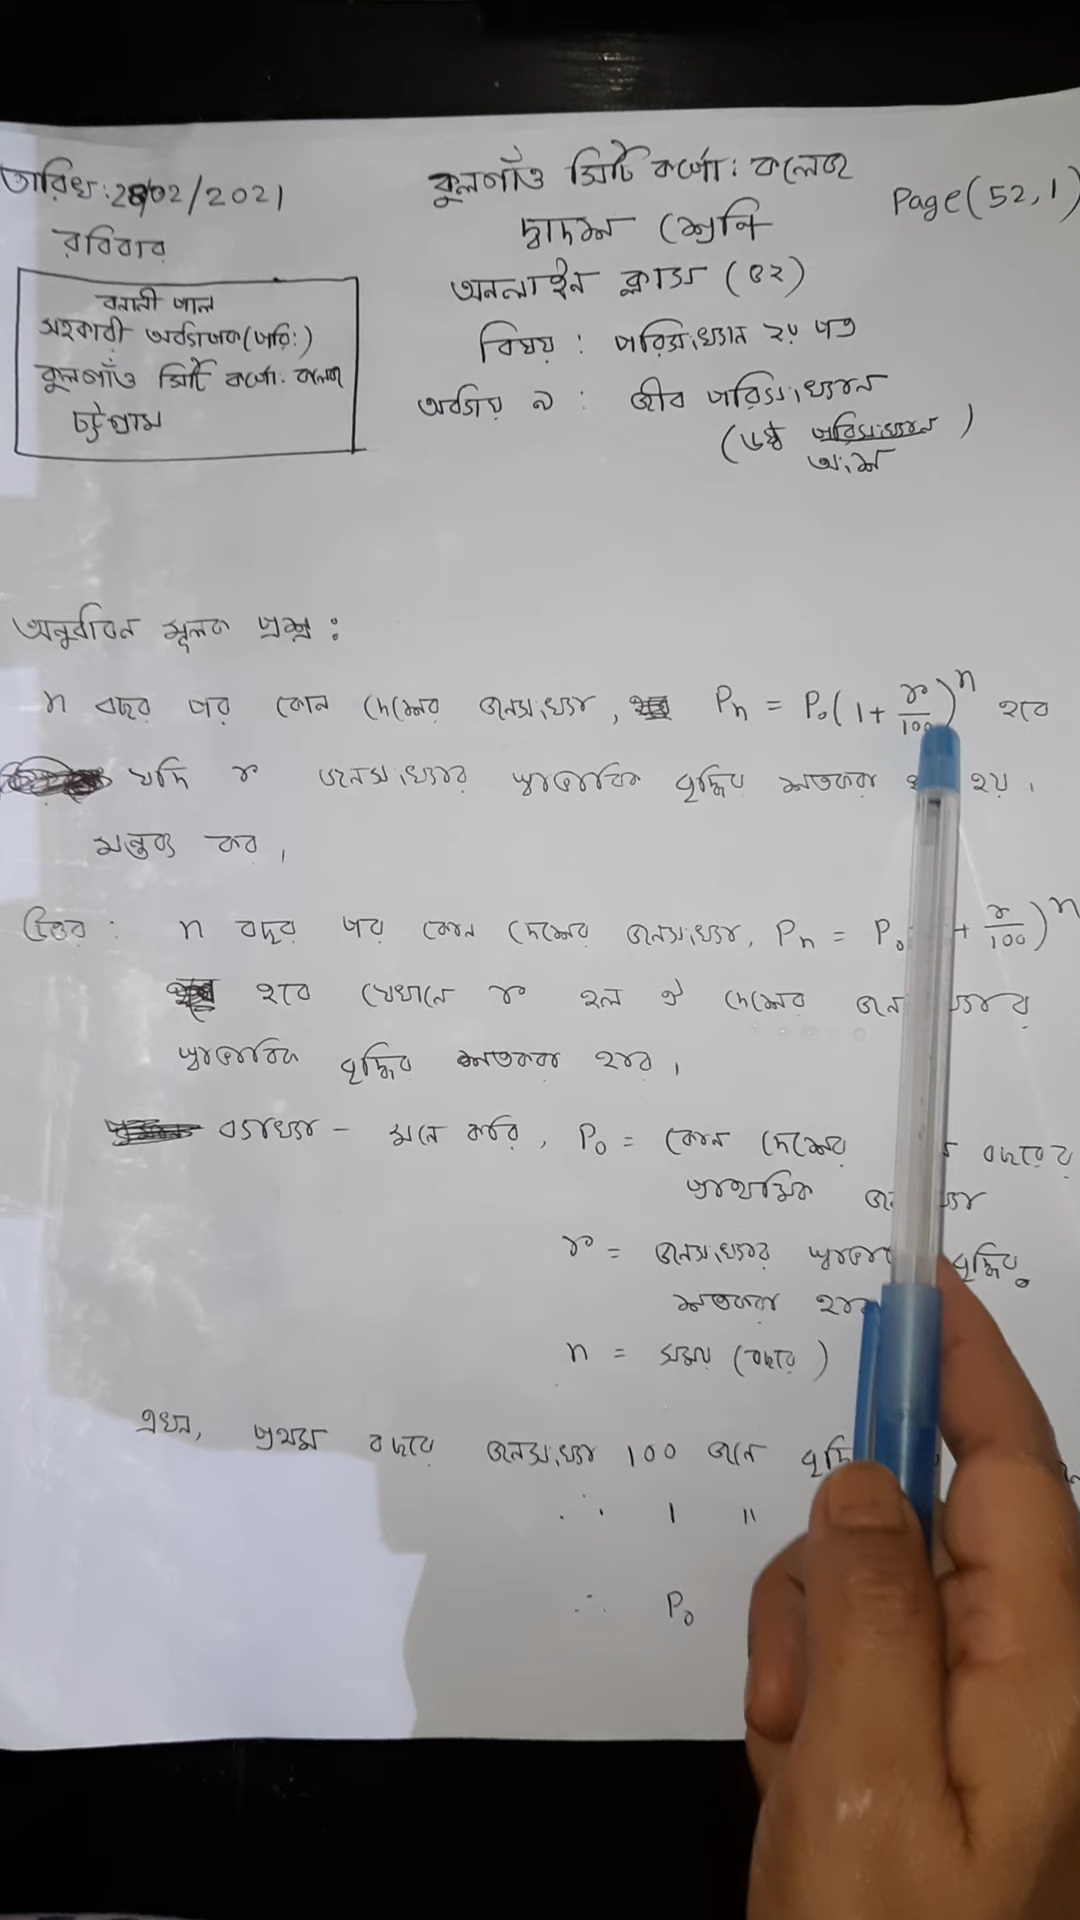 তারিখ: 28/02/2021
রবিবার
কুলগাঁও সিটি কর্পো: কলেজ
Page (52,1)
দ্বাদশ শ্রেণি
অনলাইন ক্লাস (৫২)
বিষয় : পরিসংখ্যান ২য় পত্র
অধ্যায় ৯ : জীব পরিসংখ্যান
(৬ষ্ঠ অংশ)
বনানী পাল
সহকারী অধ্যাপক (পরি:)
কুলগাঁও সিটি কর্পো: কলেজ
চট্টগ্রাম
অনুধাবন মূলক প্রশ্ন :
n বছর পর কোন দেশের জনসংখ্যা, Pn = P₀(1 + r/100)^n হবে
যদি r জনসংখ্যার স্বাভাবিক বৃদ্ধির শতকরা হয়।
মন্তব্য কর।
উত্তর : n বছর পর কোন দেশের জনসংখ্যা, Pn = P₀ + r/100)^n
হবে যেখানে r হল ঐ দেশের জন
স্বাভাবিক বৃদ্ধির শতকরা হার।
ব্যাখ্যা - মনে করি, P₀ = কোন দেশের বছরের
প্রাথমিক
r = জনসংখ্যার বৃদ্ধির
শতকরা হার
n = সময় (বছরে)
এখন, প্রথম বছরে জনসংখ্যা 100 জনে
∴ 1 "
∴ P₀